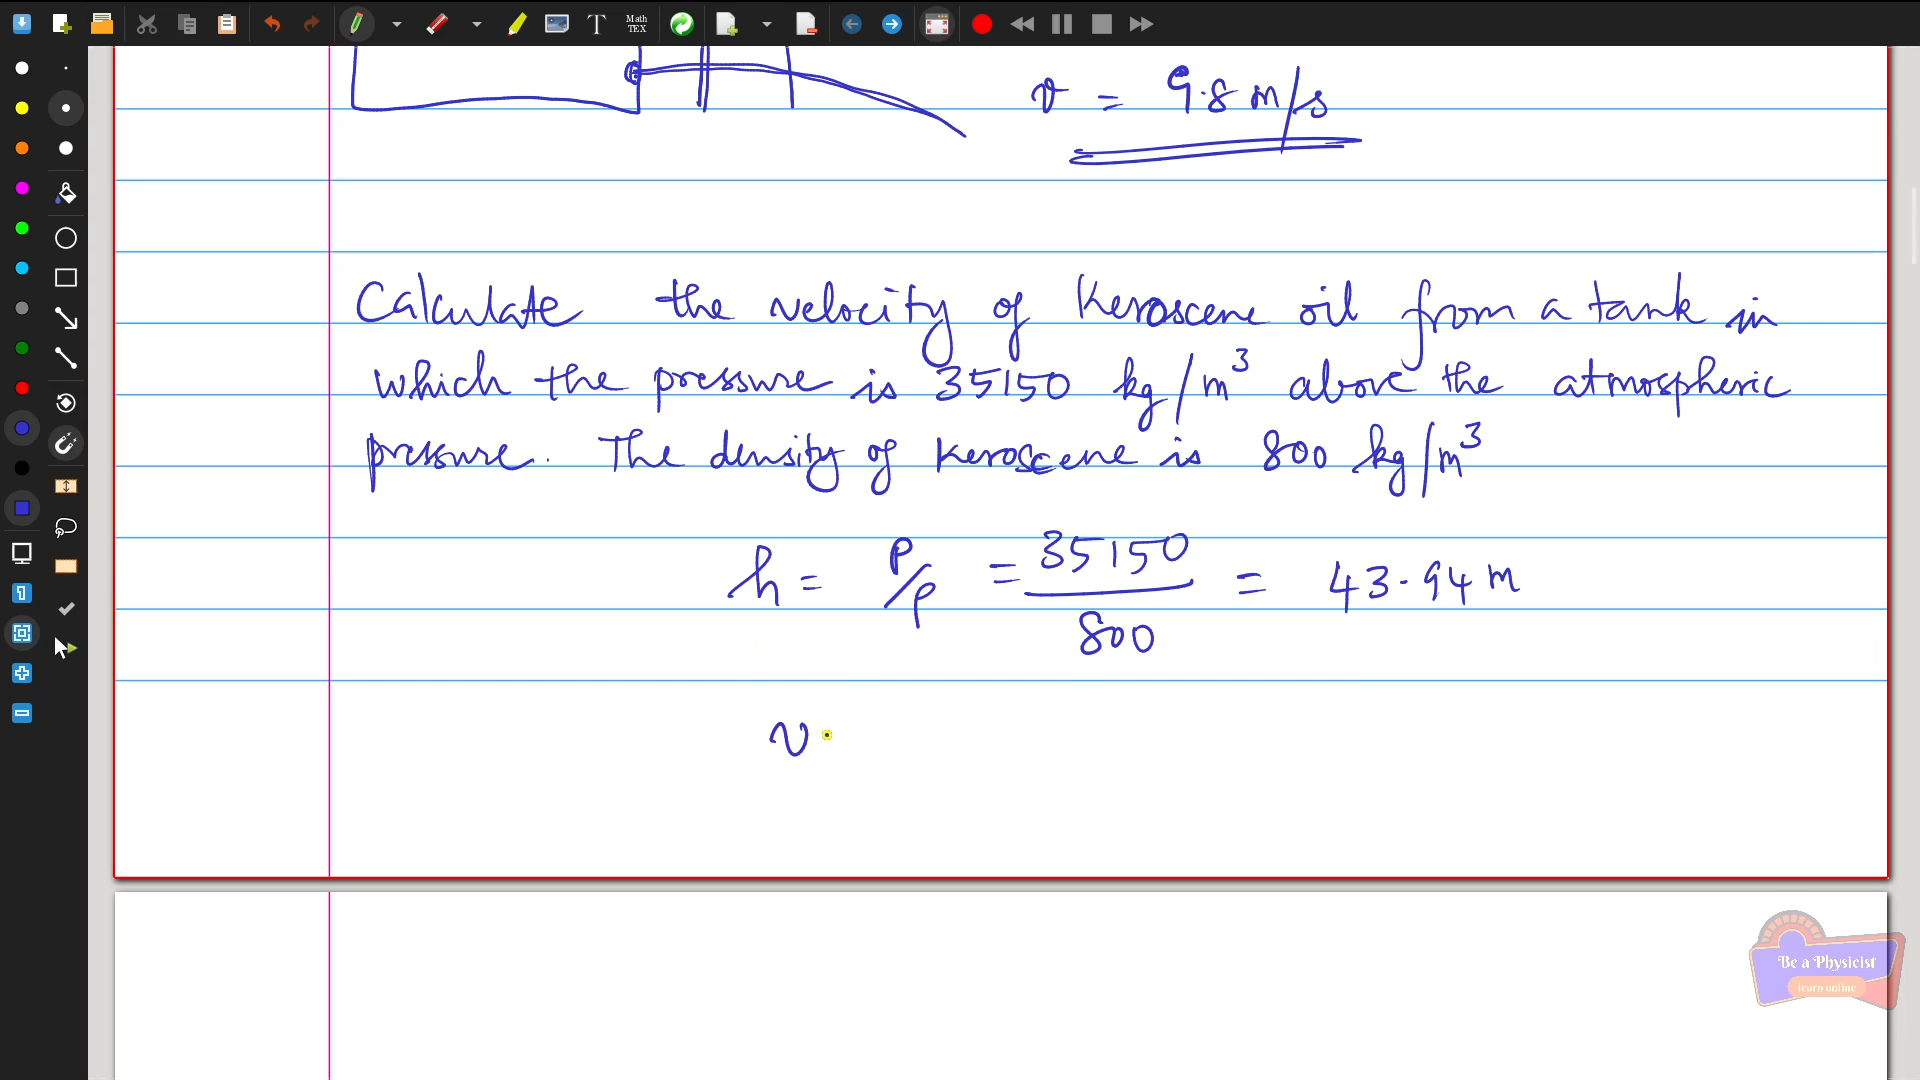 Math
T TEX
v = 9.8 m/s
Calculate the velocity of Keroscene oil from a tank in
which the pressure is 35150 kg/m³ above the atmospheric
pressure. The density of Keroscene is 800 kg/m³
h = P/ρ = 35150/800 = 43.94 m
v
Be a Physicist
learn online